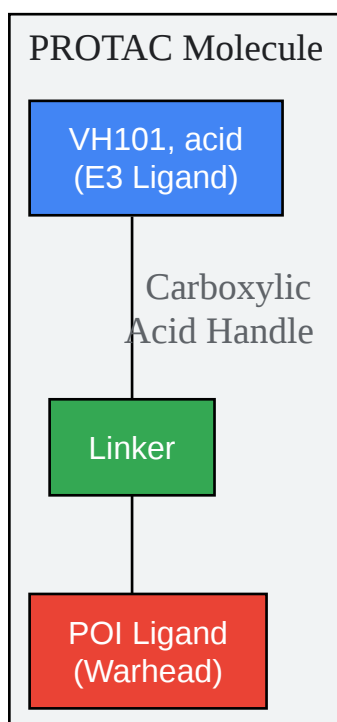 PROTAC Molecule
VH101, acid
(E3 Ligand)
Carboxylic
Acid Handle
Linker
POI Ligand
(Warhead)